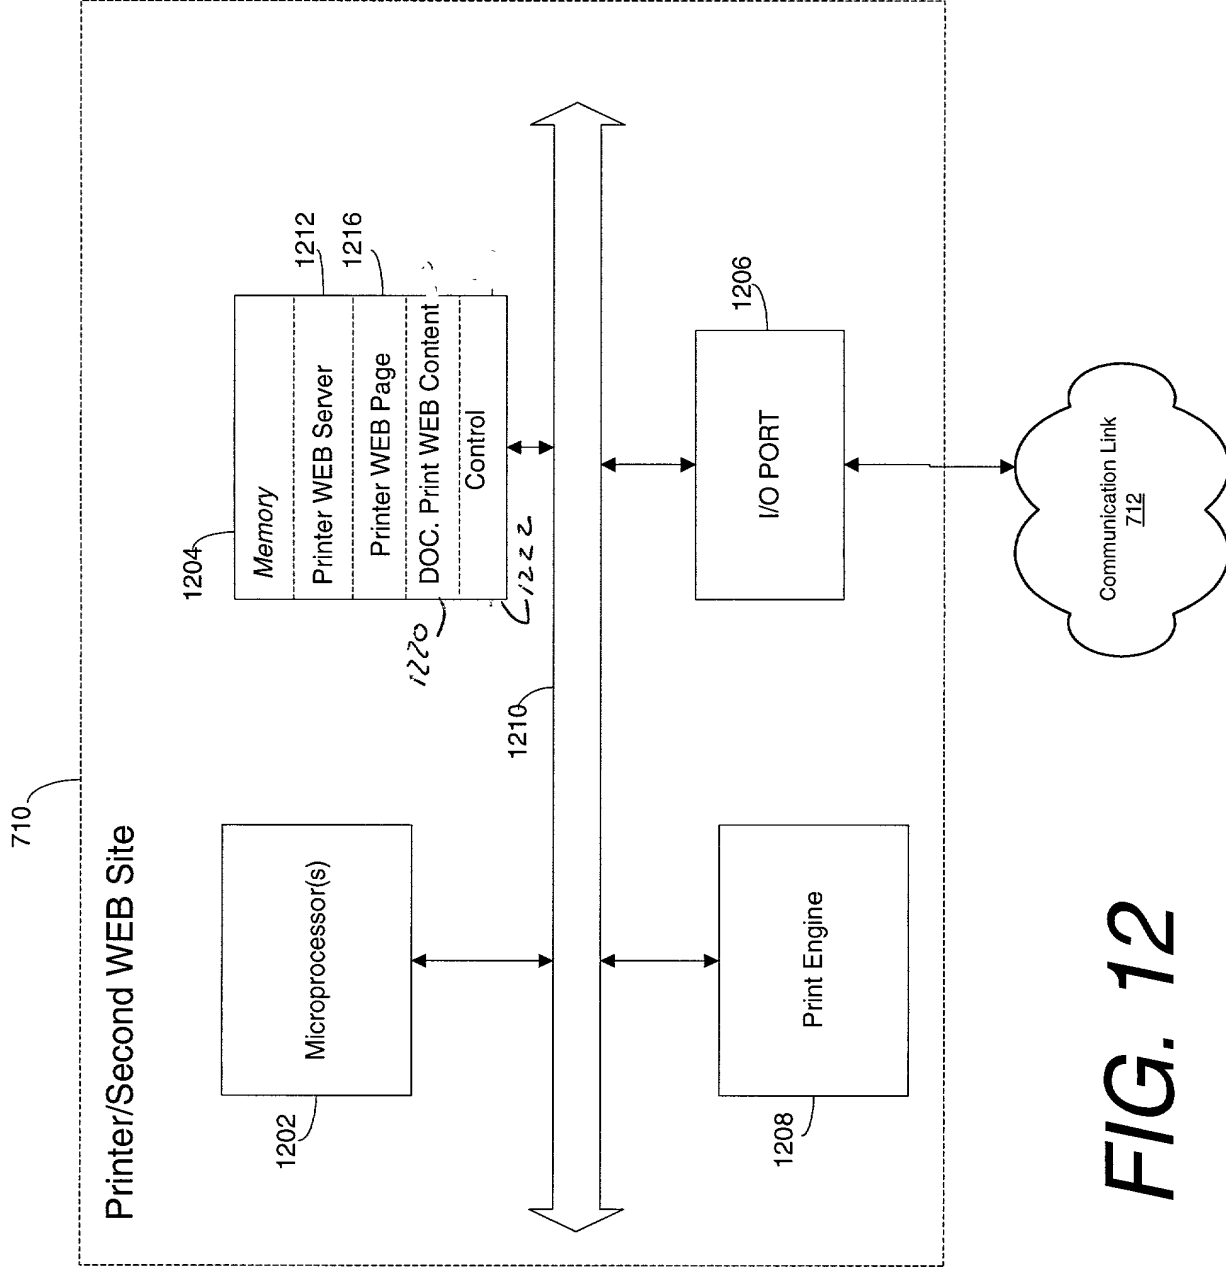 710
Printer/Second WEB Site
1202
Microprocessor(s)
1204
Memory
Printer WEB Server
1212
Printer WEB Page
1216
DOC. Print WEB Content
1220
Control
1222
1210
1208
Print Engine
1206
I/O PORT
Communication Link
712
FIG. 12